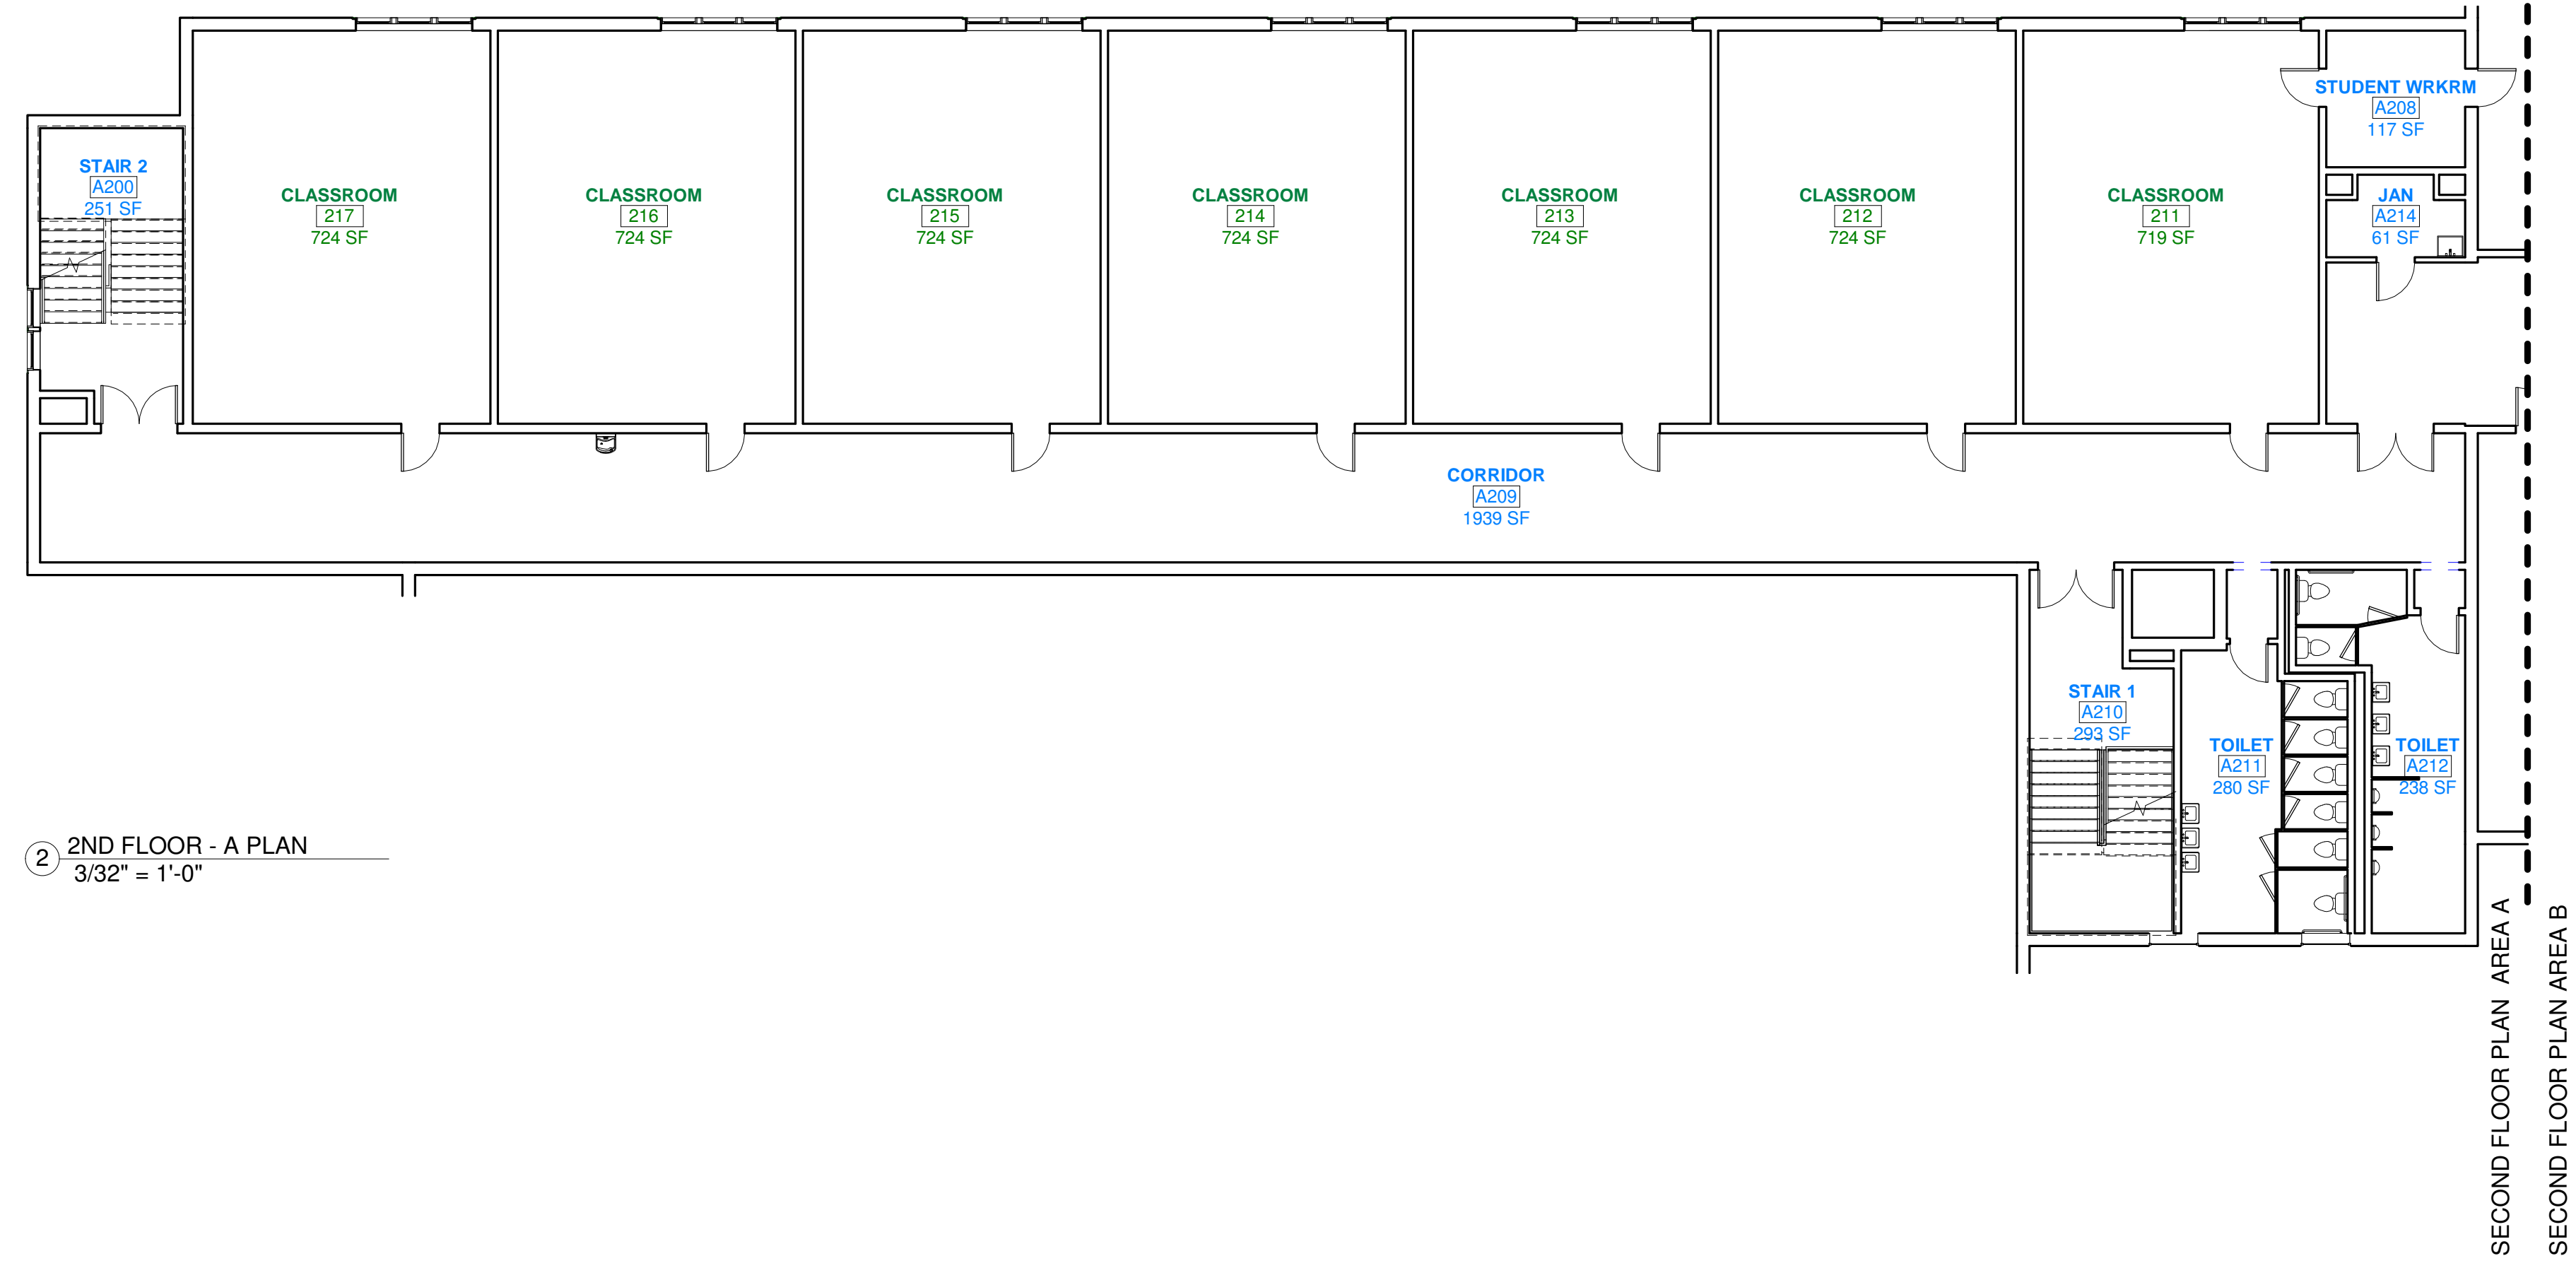 STUDENT WRKRM
A208
117 SF
STAIR 2
A200
251 SF
CLASSROOM
217
724 SF
CLASSROOM
216
724 SF
CLASSROOM
215
724 SF
CLASSROOM
214
724 SF
CLASSROOM
213
724 SF
CLASSROOM
212
724 SF
CLASSROOM
211
719 SF
JAN
A214
61 SF
CORRIDOR
A209
1939 SF
STAIR 1
A210
293 SF
TOILET
A211
280 SF
TOILET
A212
238 SF
2
2ND FLOOR - A PLAN
3/32" = 1'-0"
SECOND FLOOR PLAN  AREA A
SECOND FLOOR PLAN AREA B